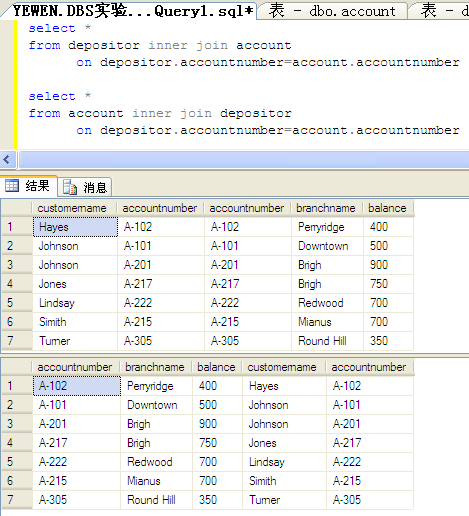 YEWEN.DBS实验...Query1.sql* 表 - dbo.account 表 - d
select *
from depositor inner join account
on depositor.accountnumber=account.accountnumber
select *
from account inner join depositor
on depositor.accountnumber=account.accountnumber
结果 消息
customername accountnumber accountnumber branchname balance
1 Hayes A-102 A-102 Perryridge 400
2 Johnson A-101 A-101 Downtown 500
3 Johnson A-201 A-201 Brigh 900
4 Jones A-217 A-217 Brigh 750
5 Lindsay A-222 A-222 Redwood 700
6 Simith A-215 A-215 Mianus 700
7 Turner A-305 A-305 Round Hill 350
accountnumber branchname balance customername accountnumber
1 A-102 Perryridge 400 Hayes A-102
2 A-101 Downtown 500 Johnson A-101
3 A-201 Brigh 900 Johnson A-201
4 A-217 Brigh 750 Jones A-217
5 A-222 Redwood 700 Lindsay A-222
6 A-215 Mianus 700 Simith A-215
7 A-305 Round Hill 350 Turner A-305